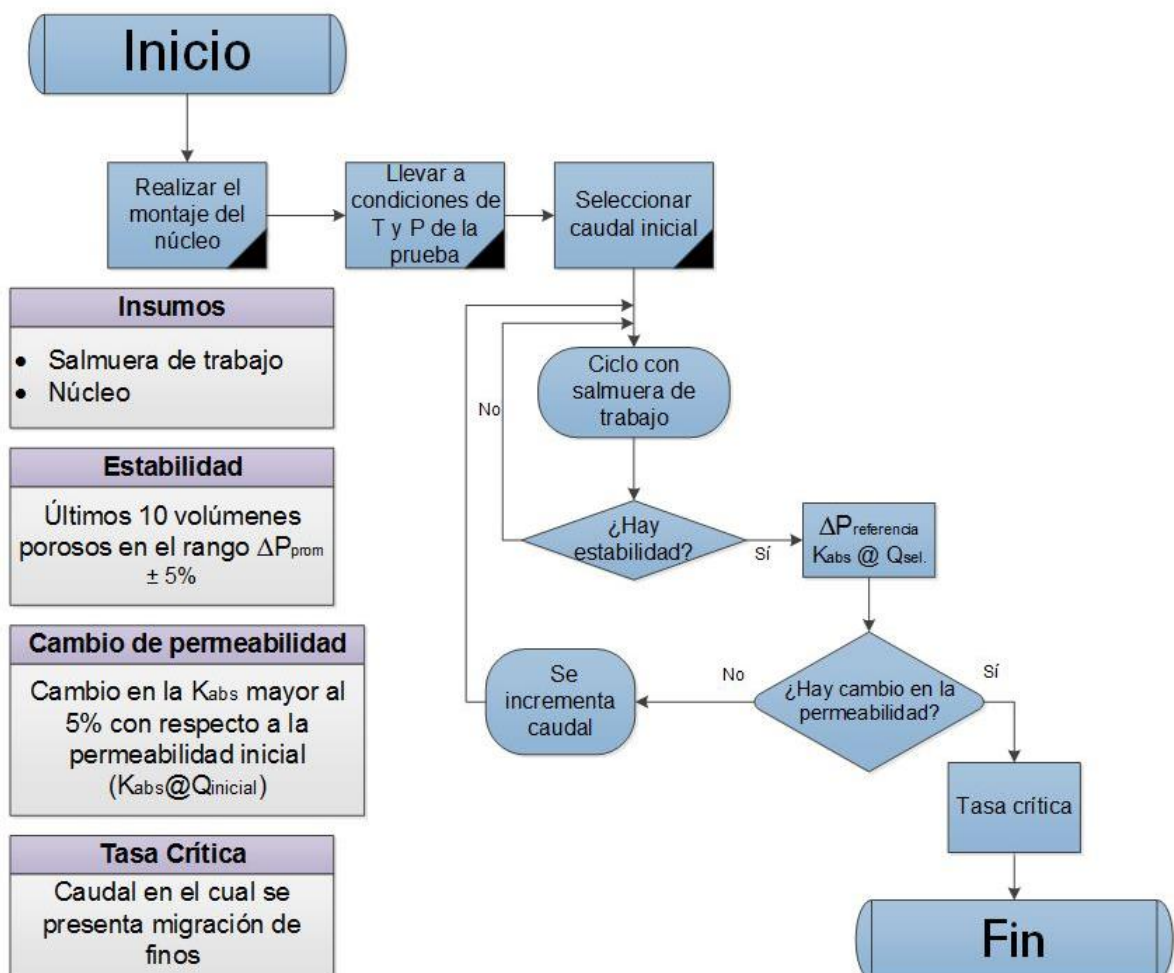 Inicio
Realizar el
montaje del
núcleo
Llevar a
condiciones de
T y P de la
prueba
Seleccionar
caudal inicial
Insumos
• Salmuera de trabajo
• Núcleo
Ciclo con
salmuera de
trabajo
No
Estabilidad
Últimos 10 volúmenes
porosos en el rango ΔPprom
± 5%
¿Hay
estabilidad?
Sí
ΔPreferencia
Kabs @ Qsel.
Cambio de permeabilidad
Cambio en la Kabs mayor al
5% con respecto a la
permeabilidad inicial
(Kabs@Qinicial)
Se
incrementa
caudal
No
¿Hay cambio en la
permeabilidad?
Sí
Tasa crítica
Tasa Crítica
Caudal en el cual se
presenta migración de
finos
Fin